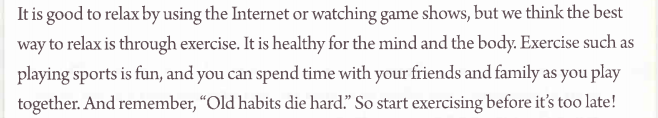 It is good to relax by using the Internet or watching game shows, but we think the best
way to relax is through exercise. It is healthy for the mind and the body. Exercise such as
playing sports is fun, and you can spend time with your friends and family as you play
together. And remember, “Old habits die hard.” So start exercising before it’s too late!